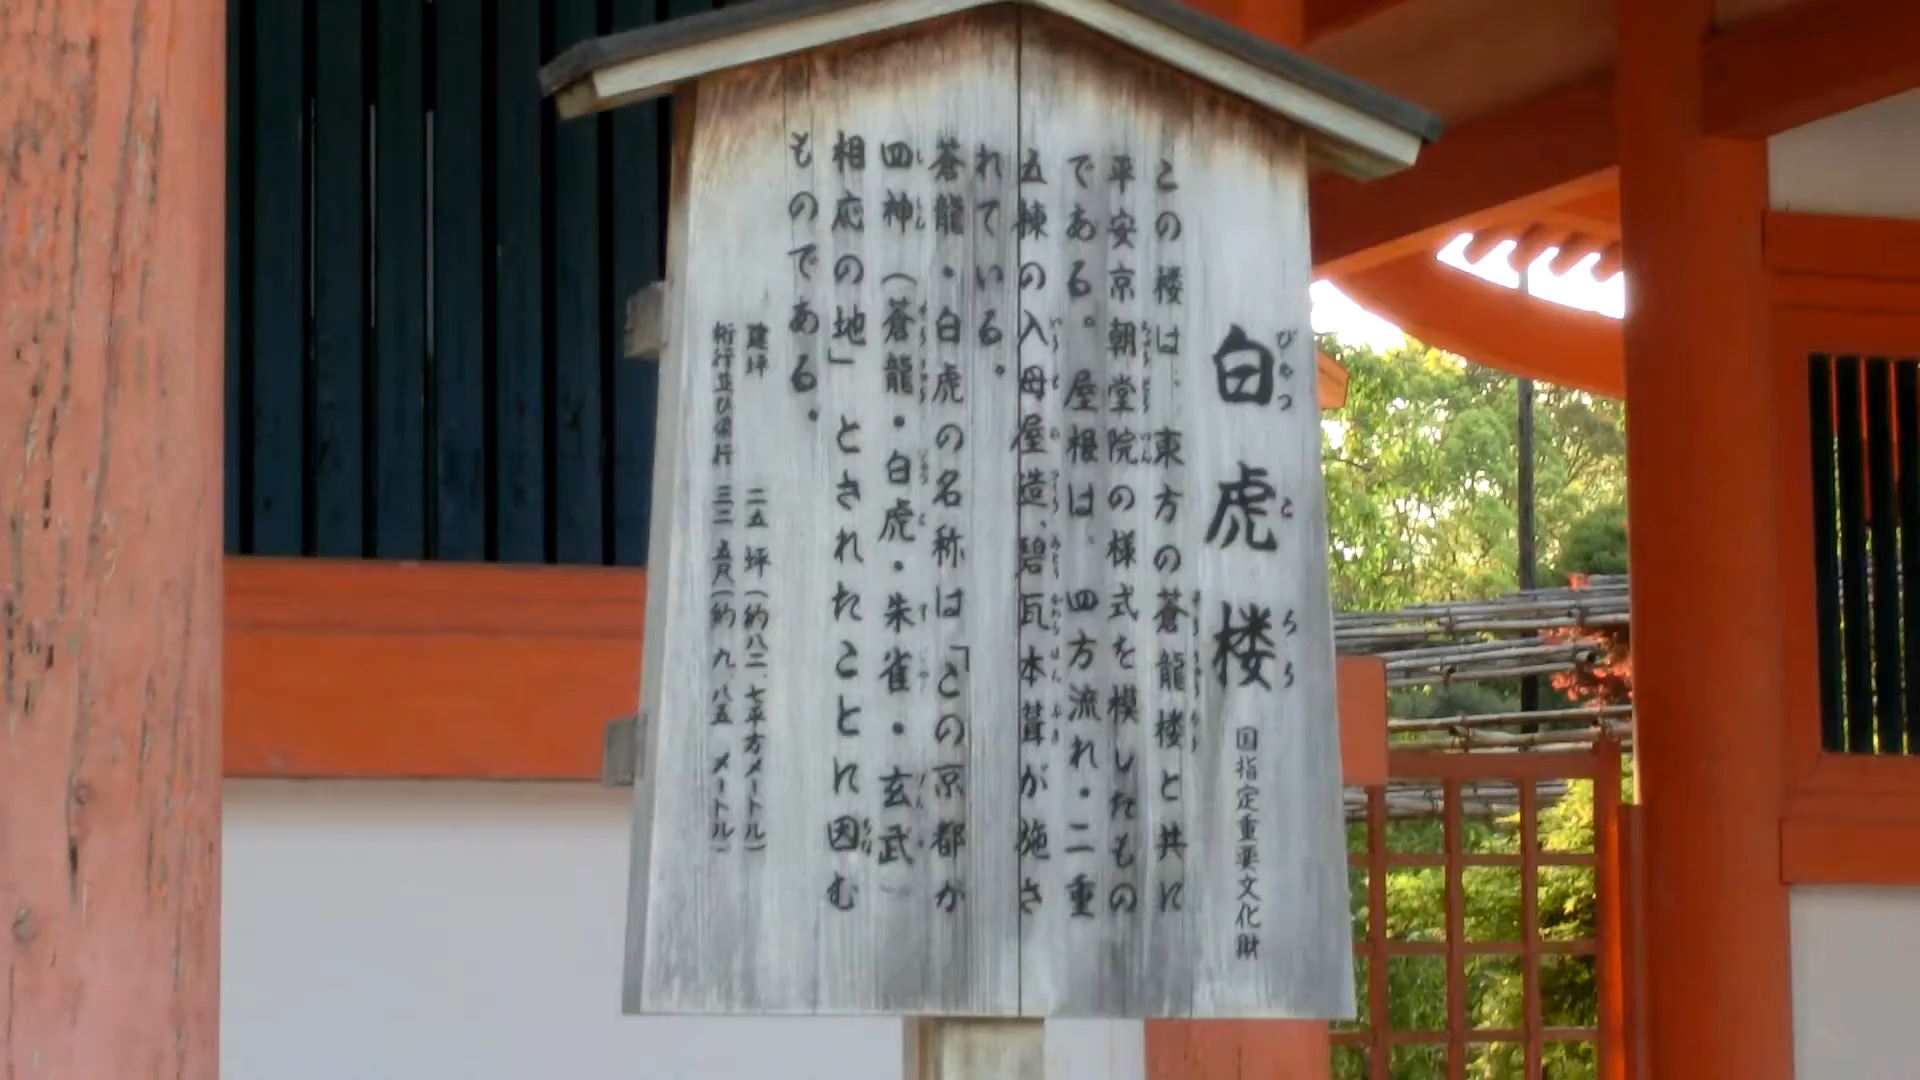 白虎楼 国指定重要文化財
びゃっころう
この楼は、東方の蒼龍楼と共に
平安京朝堂院の様式を模したもの
である。屋根は、四方流れ・二重
五棟の入母屋造、碧瓦本葺が施さ
れている。
蒼龍・白虎の名称は「この京都が
四神(蒼龍・白虎・朱雀・玄武)
相応の地」とされたことに因む
ものである。
建坪 二五 坪(約八二、七平方メートル)
桁行並び梁行 三二 五尺(約 九、八五 メートル)